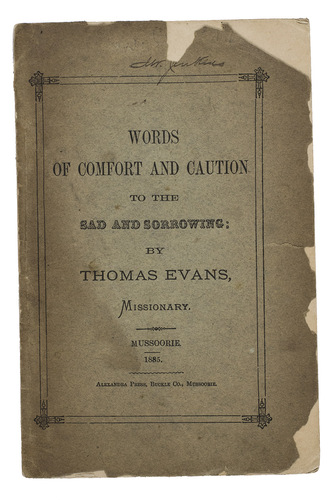 WORDS
OF COMFORT AND CAUTION
TO THE
SAD AND SORROWING;
BY
THOMAS EVANS,
MISSIONARY.
MUSSOORIE.
1885.
ALEXANDRA PRESS, BUCKLE CO., MUSSOORIE.